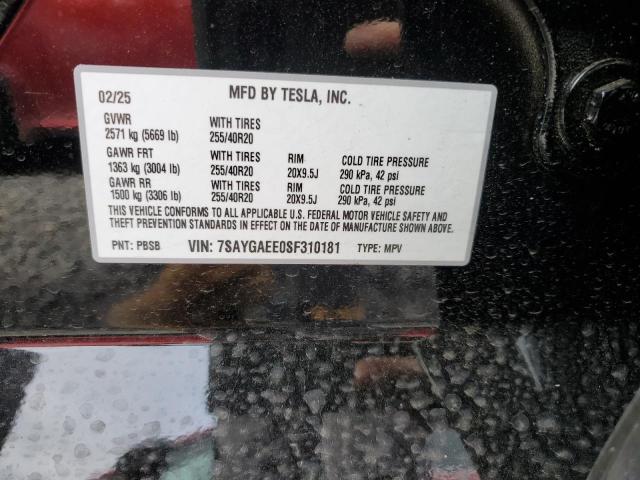 02/25 MFD BY TESLA, INC.
GVWR WITH TIRES
2571 kg (5669 lb) 255/40R20
GAWR FRT WITH TIRES RIM COLD TIRE PRESSURE
1363 kg (3004 lb) 255/40R20 20X9.5J 290 kPa, 42 psi
GAWR RR WITH TIRES RIM COLD TIRE PRESSURE
1500 kg (3306 lb) 255/40R20 20X9.5J 290 kPa, 42 psi
THIS VEHICLE CONFORMS TO ALL APPLICABLE U.S. FEDERAL MOTOR VEHICLE SAFETY AND
THEFT PREVENTION STANDARDS IN EFFECT ON THE DATE OF MANUFACTURE SHOWN ABOVE.
PNT: PBSB VIN: 7SAYGAEE0SF310181 TYPE: MPV